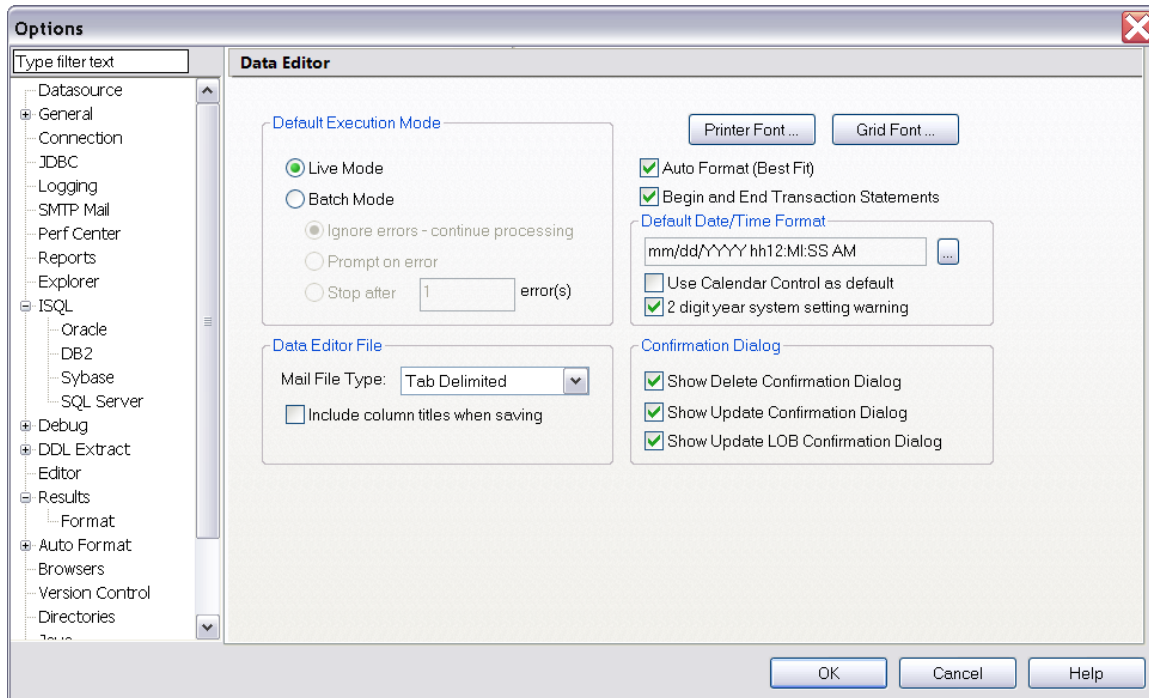 Options
Type filter text
Datasource
General
Connection
JDBC
Logging
SMTP Mail
Perf Center
Reports
Explorer
ISQL
Oracle
DB2
Sybase
SQL Server
Debug
DDL Extract
Editor
Results
Format
Auto Format
Browsers
Version Control
Directories
Data Editor
Default Execution Mode
Live Mode
Batch Mode
Ignore errors - continue processing
Prompt on error
Stop after 1 error(s)
Data Editor File
Mail File Type: Tab Delimited
Include column titles when saving
Printer Font ... Grid Font ...
Auto Format (Best Fit)
Begin and End Transaction Statements
Default Date/Time Format
mm/dd/YYYY hh12:MI:SS AM ...
Use Calendar Control as default
2 digit year system setting warning
Confirmation Dialog
Show Delete Confirmation Dialog
Show Update Confirmation Dialog
Show Update LOB Confirmation Dialog
OK Cancel Help